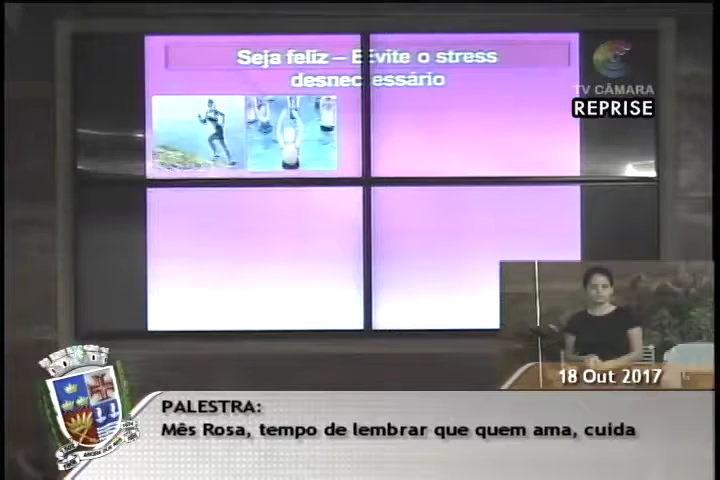 Seja feliz – Evite o stress
desnecessário
TV CÂMARA
REPRISE
18 Out 2017
PALESTRA:
Mês Rosa, tempo de lembrar que quem ama, cuida